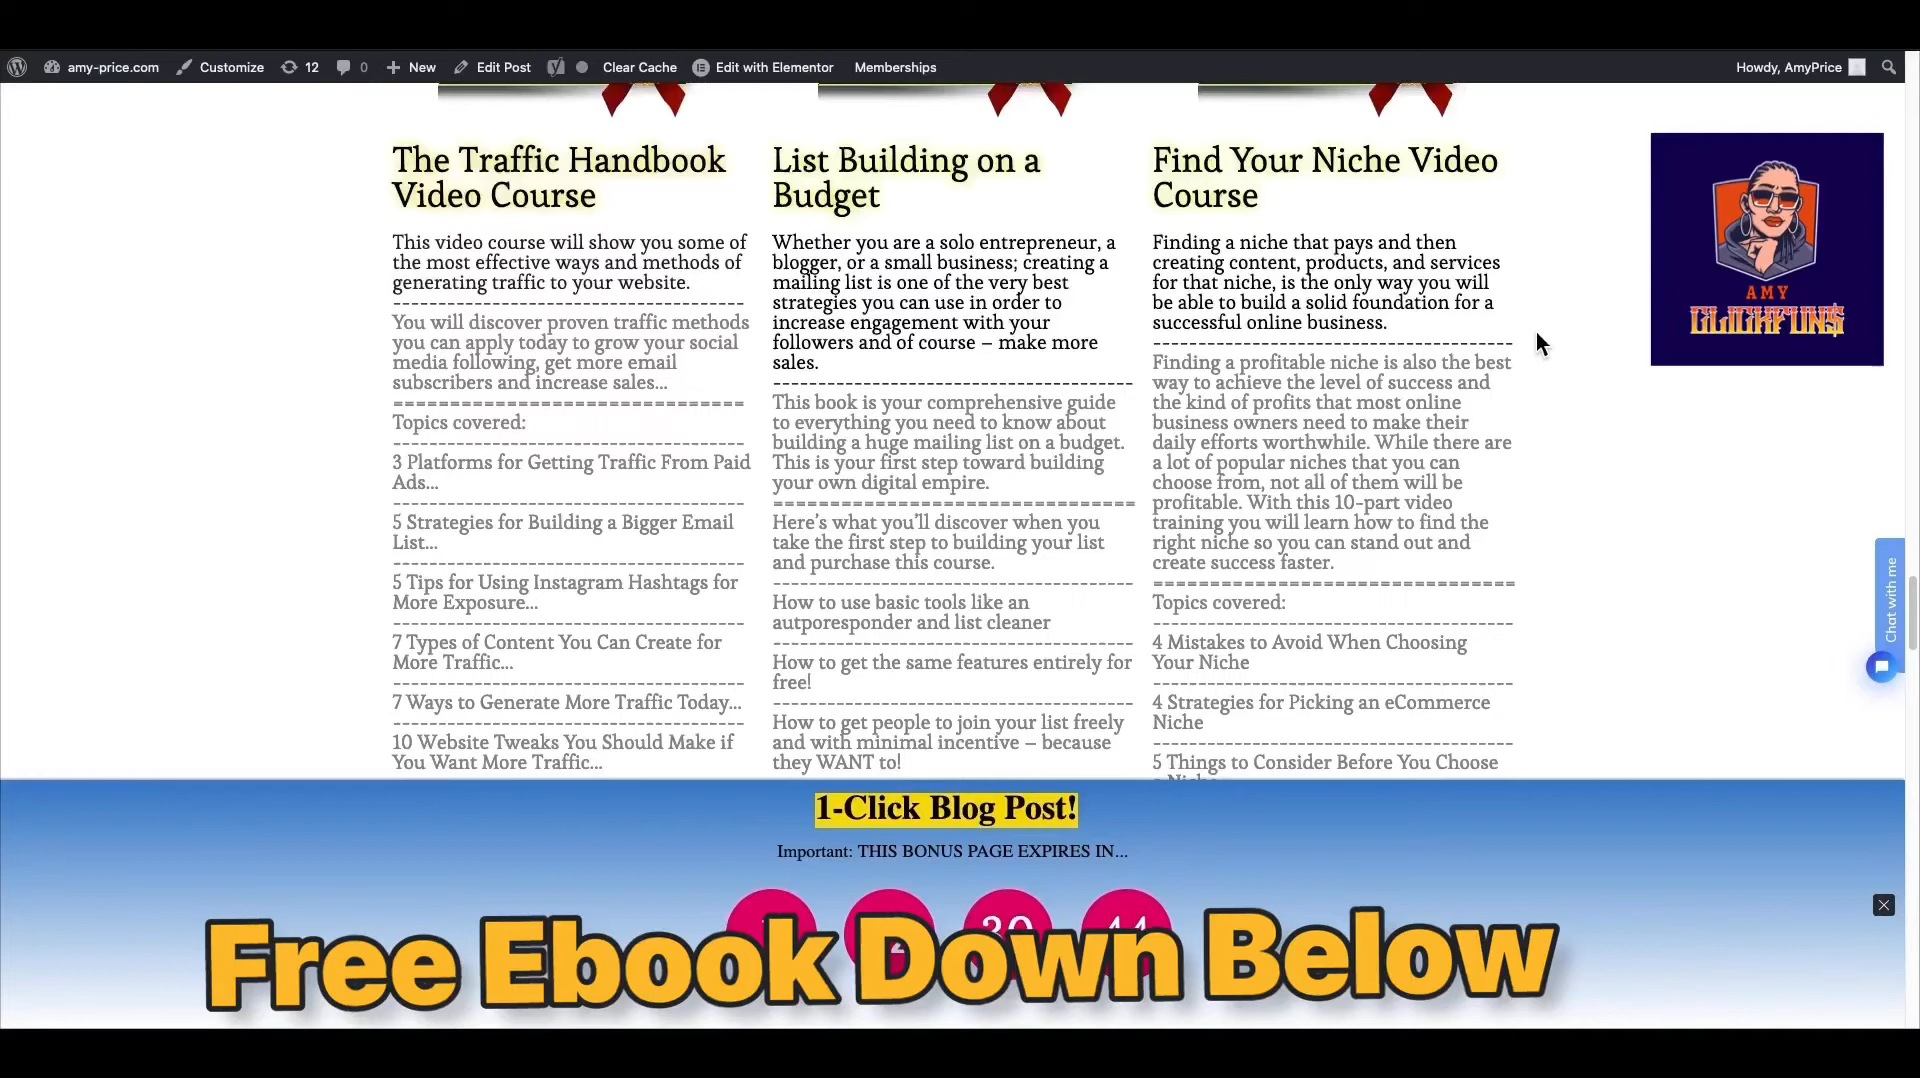 amy-price.com Customize 12 0 New Edit Post Clear Cache Edit with Elementor Memberships Howdy, AmyPrice
The Traffic Handbook
Video Course
This video course will show you some of
the most effective ways and methods of
generating traffic to your website.
--------------------------------------
You will discover proven traffic methods
you can apply today to grow your social
media following, get more email
subscribers and increase sales...
==============================
Topics covered:
--------------------------------------
3 Platforms for Getting Traffic From Paid
Ads...
--------------------------------------
5 Strategies for Building a Bigger Email
List...
--------------------------------------
5 Tips for Using Instagram Hashtags for
More Exposure...
--------------------------------------
7 Types of Content You Can Create for
More Traffic...
--------------------------------------
7 Ways to Generate More Traffic Today...
--------------------------------------
10 Website Tweaks You Should Make if
You Want More Traffic...
List Building on a
Budget
Whether you are a solo entrepreneur, a
blogger, or a small business; creating a
mailing list is one of the very best
strategies you can use in order to
increase engagement with your
followers and of course – make more
sales.
---------------------------------------
This book is your comprehensive guide
to everything you need to know about
building a huge mailing list on a budget.
This is your first step toward building
your own digital empire.
===============================
Here's what you'll discover when you
take the first step to building your list
and purchase this course.
---------------------------------------
How to use basic tools like an
autporesponder and list cleaner
---------------------------------------
How to get the same features entirely for
free!
---------------------------------------
How to get people to join your list freely
and with minimal incentive – because
they WANT to!
Find Your Niche Video
Course
Finding a niche that pays and then
creating content, products, and services
for that niche, is the only way you will
be able to build a solid foundation for a
successful online business.
---------------------------------------
Finding a profitable niche is also the best
way to achieve the level of success and
the kind of profits that most online
business owners need to make their
daily efforts worthwhile. While there are
a lot of popular niches that you can
choose from, not all of them will be
profitable. With this 10-part video
training you will learn how to find the
right niche so you can stand out and
create success faster.
===============================
Topics covered:
---------------------------------------
4 Mistakes to Avoid When Choosing
Your Niche
---------------------------------------
4 Strategies for Picking an eCommerce
Niche
---------------------------------------
5 Things to Consider Before You Choose
AMY
CLICKFUN$
Chat with me
1-Click Blog Post!
Important: THIS BONUS PAGE EXPIRES IN...
Free Ebook Down Below